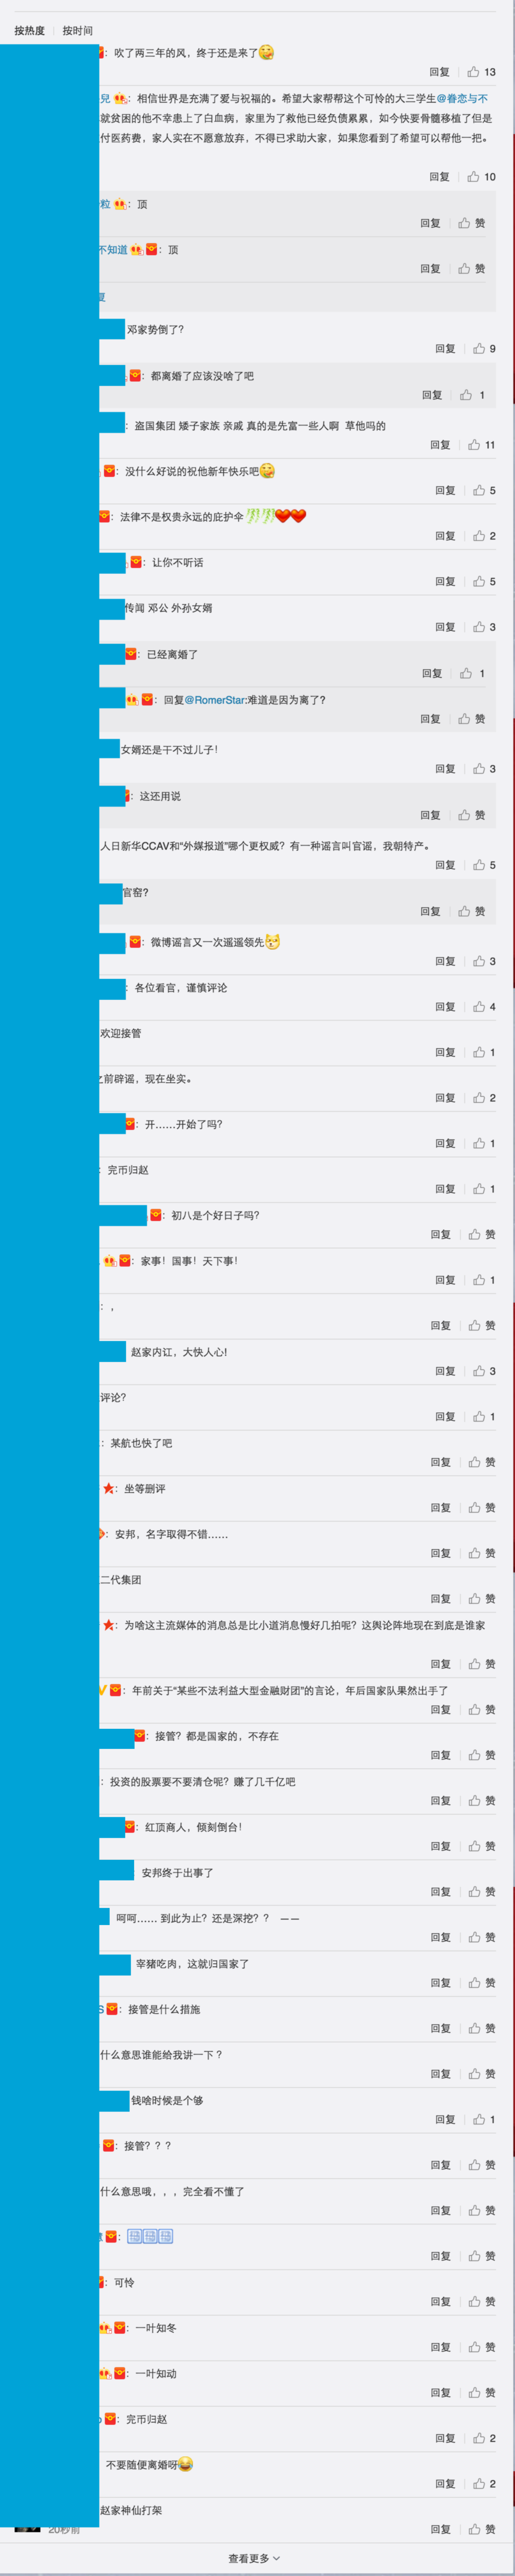 按热度 按时间
: 吹了两三年的风，终于还是来了
回复 13
兒 : 相信世界是充满了爱与祝福的。希望大家帮帮这个可怜的大三学生@眷恋与不
就贫困的他不幸患上了白血病，家里为了救他已经负债累累，如今快要骨髓移植了但是
付医药费，家人实在不愿意放弃，不得已求助大家，如果您看到了希望可以帮他一把。
回复 10
粒 : 顶
回复 赞
不知道 : 顶
回复 赞
复
邓家势倒了?
回复 9
: 都离婚了应该没啥了吧
回复 1
: 盗国集团 矮子家族 亲戚 真的是先富一些人啊 草他吗的
回复 11
: 没什么好说的祝他新年快乐吧
回复 5
: 法律不是权贵永远的庇护伞
回复 2
: 让你不听话
回复 5
传闻 邓公 外孙女婿
回复 3
: 已经离婚了
回复 1
: 回复@RomerStar:难道是因为离了?
回复 赞
女婿还是干不过儿子!
回复 3
: 这还用说
回复 赞
人日新华CCAV和“外媒报道”哪个更权威? 有一种谣言叫官谣，我朝特产。
回复 5
官窑?
回复 赞
: 微博谣言又一次遥遥领先
回复 3
: 各位看官，谨慎评论
回复 4
欢迎接管
回复 1
之前辟谣，现在坐实。
回复 2
: 开......开始了吗?
回复 1
: 完币归赵
回复 1
: 初八是个好日子吗?
回复 赞
: 家事! 国事! 天下事!
回复 1
: ，
回复 赞
赵家内讧，大快人心!
回复 3
评论?
回复 1
: 某航也快了吧
回复 赞
: 坐等删评
回复 赞
: 安邦，名字取得不错......
回复 赞
二代集团
回复 赞
: 为啥这主流媒体的消息总是比小道消息慢好几拍呢? 这舆论阵地现在到底是谁家
回复 赞
: 年前关于“某些不法利益大型金融财团”的言论，年后国家队果然出手了
回复 赞
: 接管? 都是国家的，不存在
回复 赞
: 投资的股票要不要清仓呢? 赚了几千亿吧
回复 赞
: 红顶商人，倾刻倒台!
回复 赞
安邦终于出事了
回复 赞
呵呵...... 到此为止? 还是深挖? ? ——
回复 赞
宰猪吃肉，这就归国家了
回复 赞
S : 接管是什么措施
回复 赞
什么意思谁能给我讲一下 ?
回复 赞
钱啥时候是个够
回复 1
: 接管? ? ?
回复 赞
什么意思哦，，，完全看不懂了
回复 赞
:
回复 赞
: 可怜
回复 赞
: 一叶知冬
回复 赞
: 一叶知动
回复 赞
: 完币归赵
回复 2
不要随便离婚呀
回复 2
赵家神仙打架
20秒前 回复 赞
查看更多